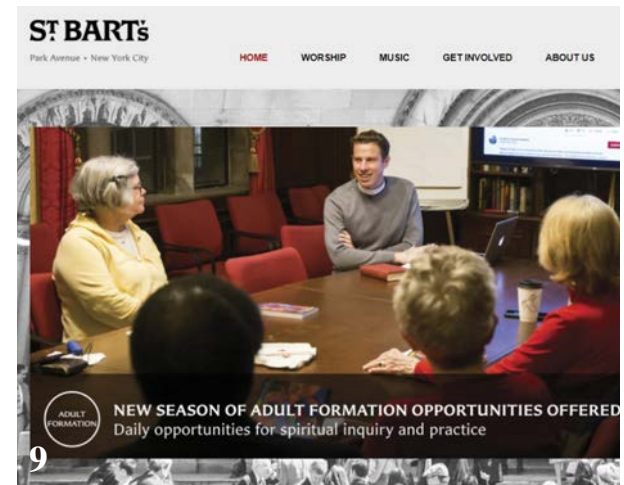 ST BART's
Park Avenue • New York City
HOME WORSHIP MUSIC GET INVOLVED ABOUT US
ADULT
FORMATION
NEW SEASON OF ADULT FORMATION OPPORTUNITIES OFFERED
Daily opportunities for spiritual inquiry and practice
9